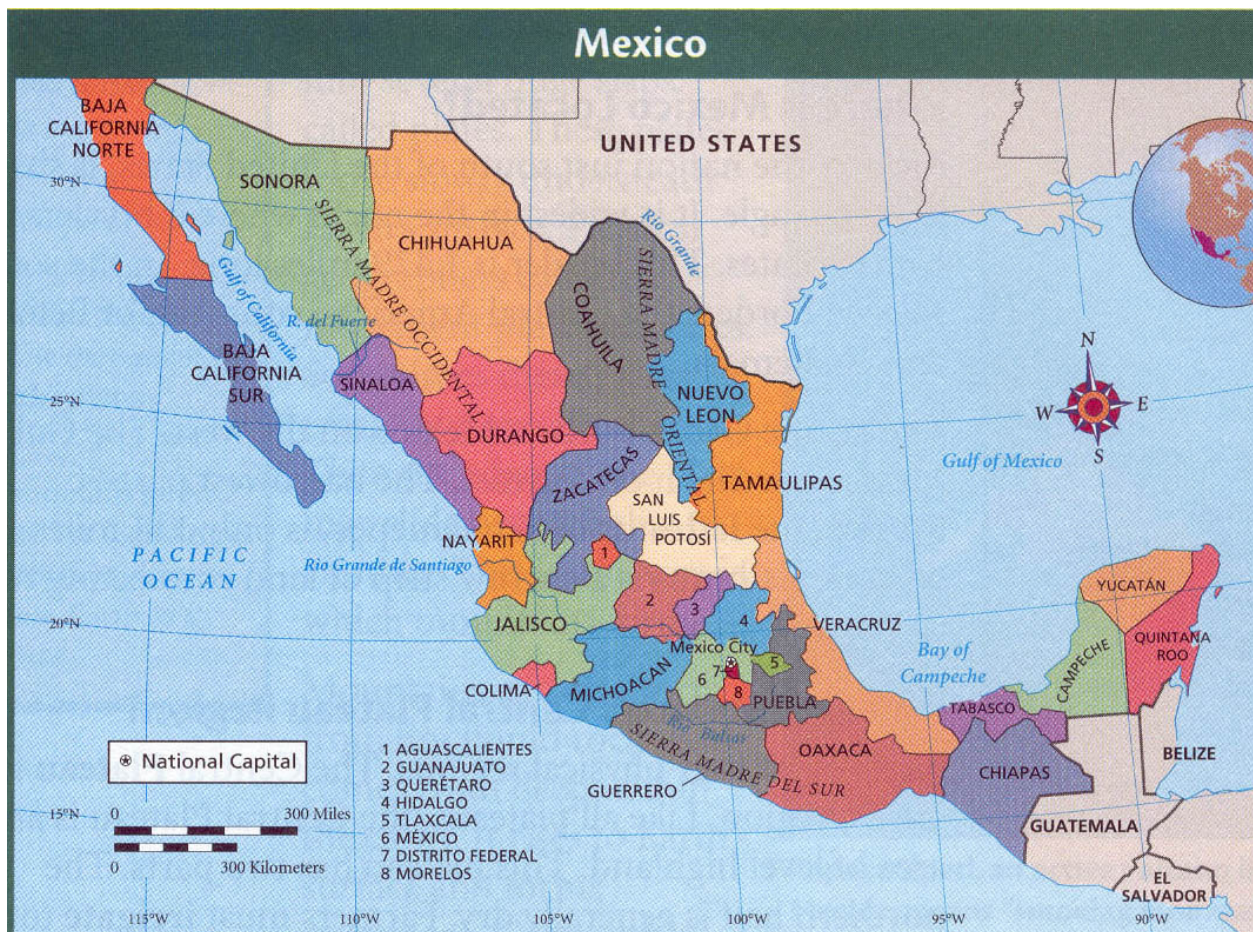 Mexico
BAJA
CALIFORNIA
NORTE
UNITED STATES
30°N
SONORA
SIERRA MADRE OCCIDENTAL
CHIHUAHUA
Rio Grande
SIERRA MADRE ORIENTAL
COAHUILA
Gulf of California
R. del Fuerte
BAJA
CALIFORNIA
SUR
SINALOA
NUEVO
LEON
N
W
E
S
25°N
DURANGO
Gulf of Mexico
ZACATECAS
TAMAULIPAS
SAN
LUIS
POTOSÍ
NAYARIT
PACIFIC
OCEAN
Rio Grande de Santiago
1
2
3
4
YUCATÁN
20°N
JALISCO
VERACRUZ
QUINTANA
ROO
Mexico City
Bay of
Campeche
CAMPECHE
5
6
7
8
COLIMA
MICHOACAN
PUEBLA
TABASCO
Rio Balsas
SIERRA MADRE DEL SUR
OAXACA
BELIZE
National Capital
CHIAPAS
GUERRERO
15°N
GUATEMALA
EL
SALVADOR
0 300 Miles
0 300 Kilometers
1 AGUASCALIENTES
2 GUANAJUATO
3 QUERÉTARO
4 HIDALGO
5 TLAXCALA
6 MÉXICO
7 DISTRITO FEDERAL
8 MORELOS
115°W 110°W 105°W 100°W 95°W 90°W